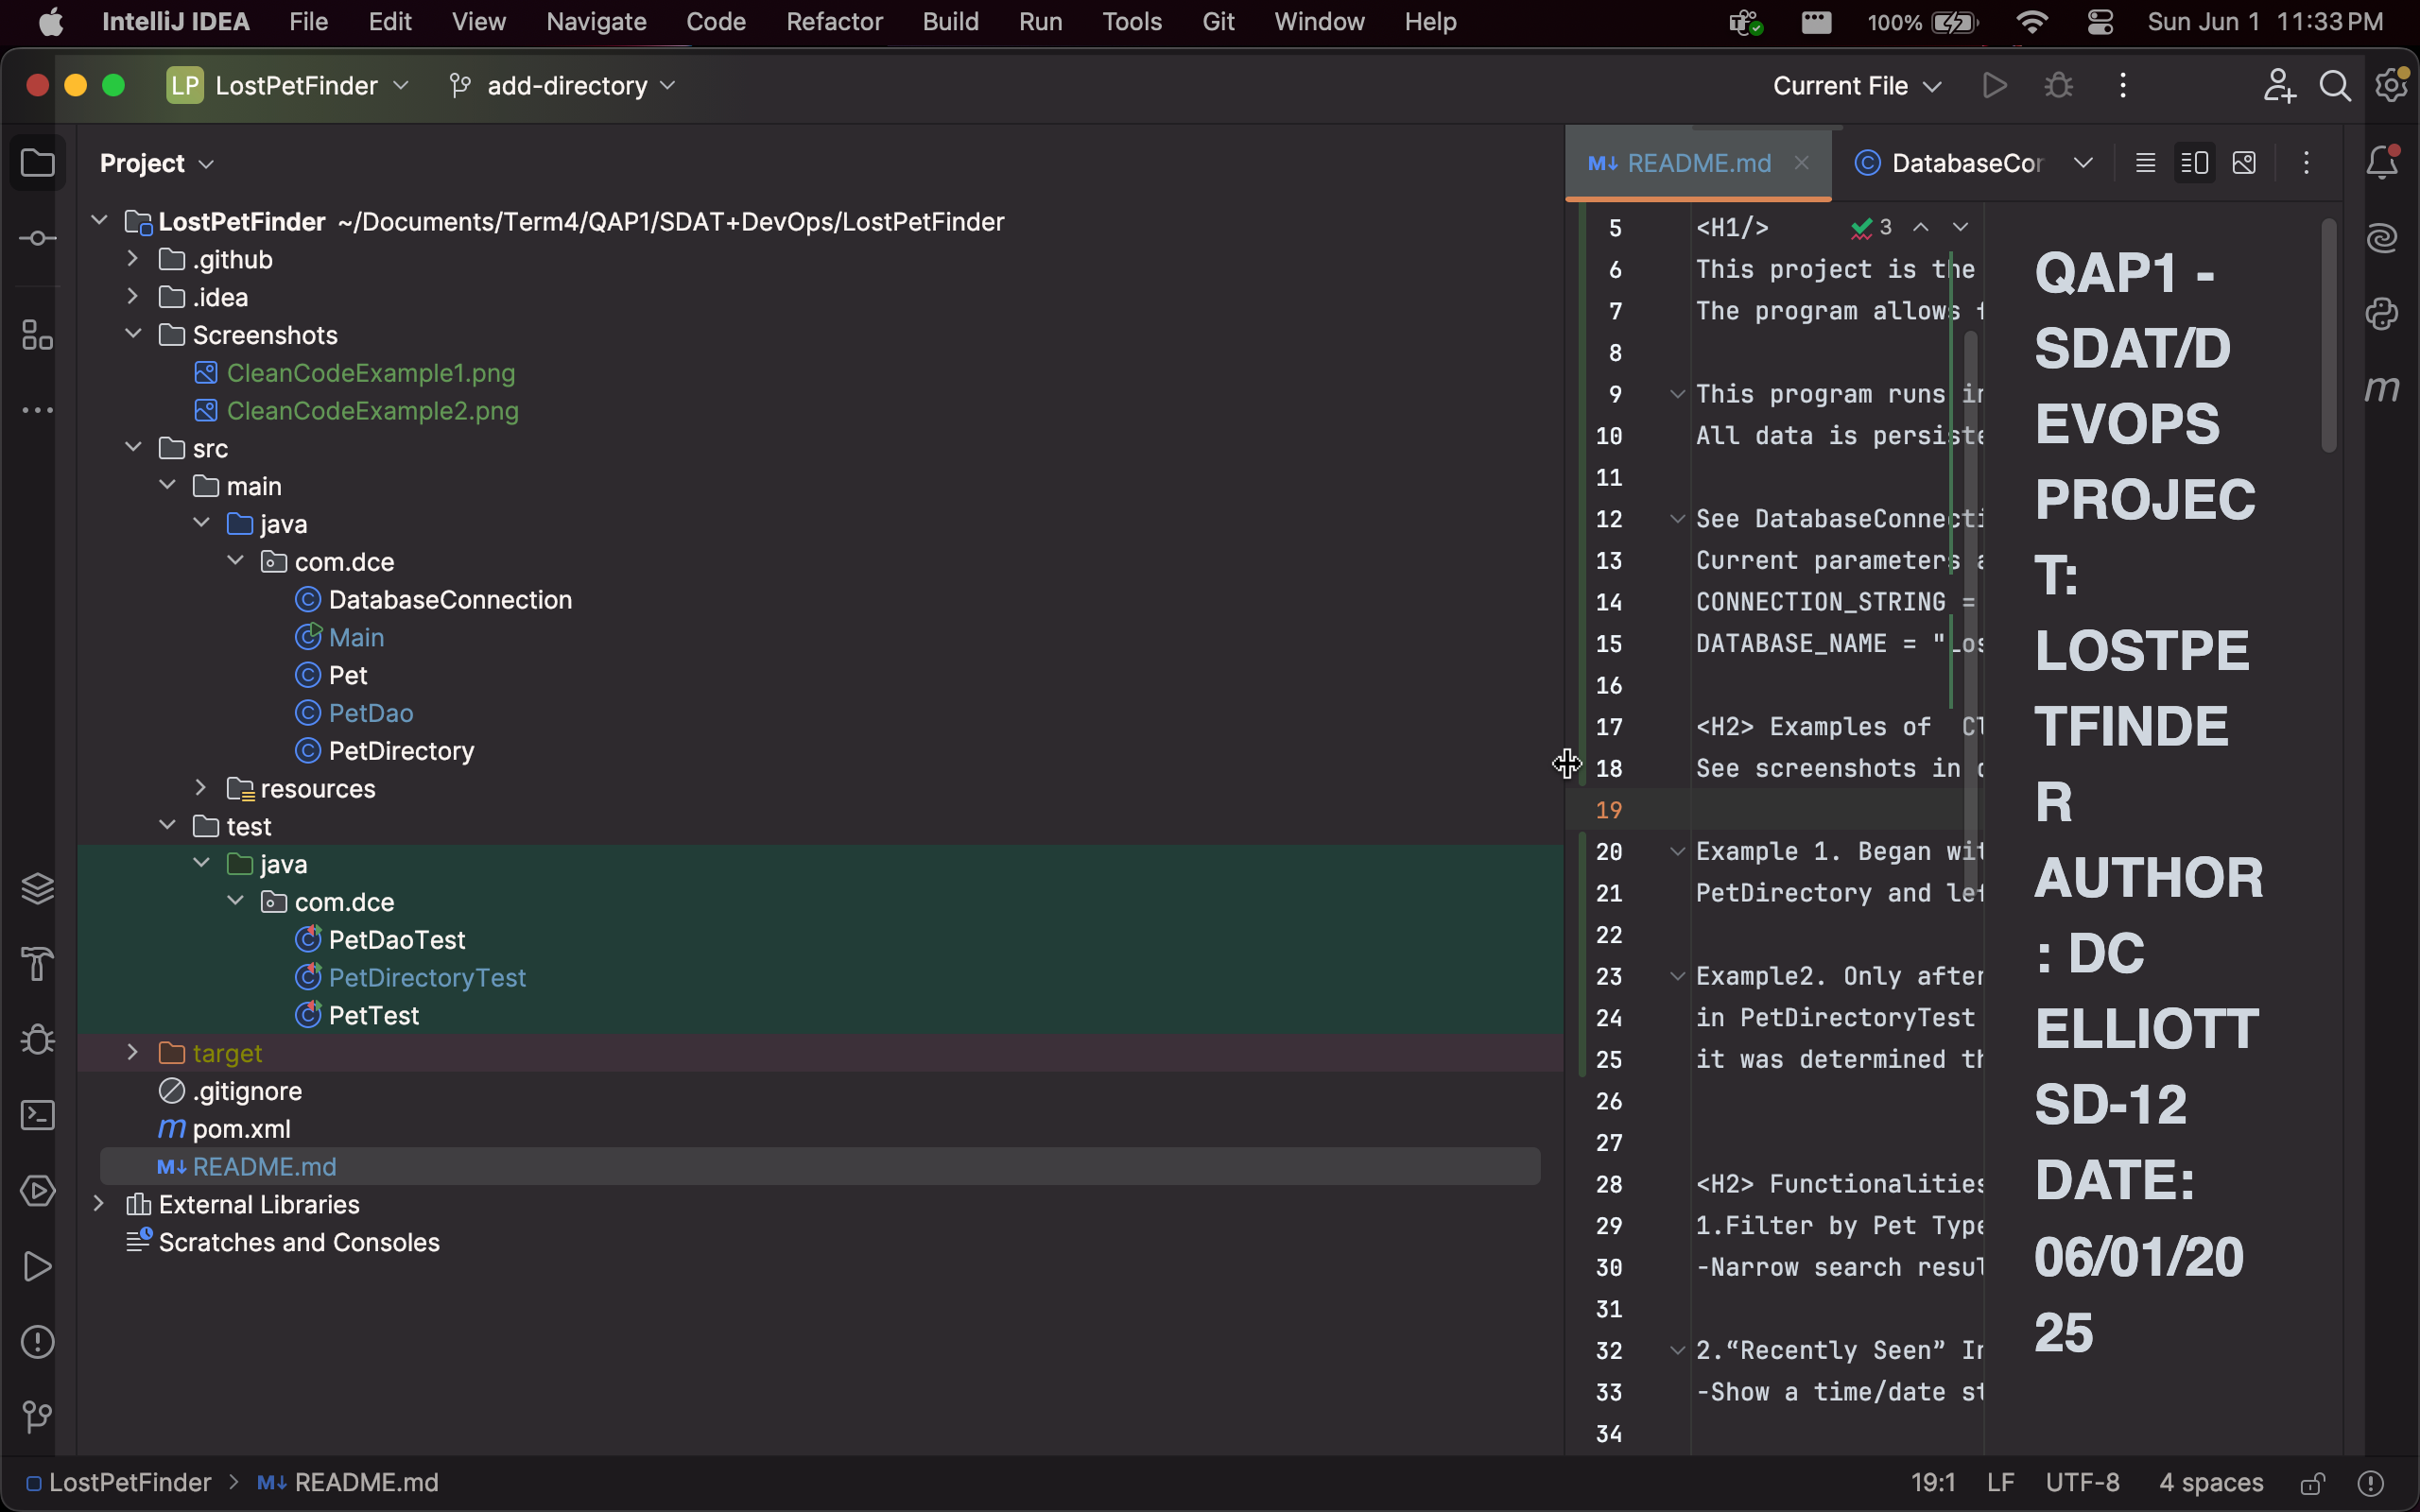 IntelliJ IDEA File Edit View Navigate Code Refactor Build Run Tools Git Window Help 100% Sun Jun 1 11:33 PM
LP LostPetFinder add-directory Current File
Project
README.md DatabaseCor
LostPetFinder ~/Documents/Term4/QAP1/SDAT+DevOps/LostPetFinder
.github
.idea
Screenshots
CleanCodeExample1.png
CleanCodeExample2.png
src
main
java
com.dce
DatabaseConnection
Main
Pet
PetDao
PetDirectory
resources
test
java
com.dce
PetDaoTest
PetDirectoryTest
PetTest
target
.gitignore
m pom.xml
M↓ README.md
External Libraries
Scratches and Consoles
5 <H1/> 3
6 This project is the
7 The program allows
8
9 This program runs in
10 All data is persiste
11
12 See DatabaseConnecti
13 Current parameters
14 CONNECTION_STRING =
15 DATABASE_NAME = "Los
16
17 <H2> Examples of Cl
18 See screenshots in
19
20 Example 1. Began wit
21 PetDirectory and lef
22
23 Example2. Only after
24 in PetDirectoryTest
25 it was determined th
26
27
28 <H2> Functionalities
29 1.Filter by Pet Type
30 -Narrow search resul
31
32 2.“Recently Seen” In
33 -Show a time/date st
34
QAP1 -
SDAT/D
EVOPS
PROJEC
T:
LOSTPE
TFINDE
R
AUTHOR
: DC
ELLIOTT
SD-12
DATE:
06/01/20
25
m
LostPetFinder > M↓ README.md 19:1 LF UTF-8 4 spaces